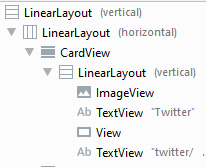 LinearLayout (vertical)
LinearLayout (horizontal)
CardView
LinearLayout (vertical)
ImageView
Ab TextView "Twitter"
View
Ab TextView "twitter/ .